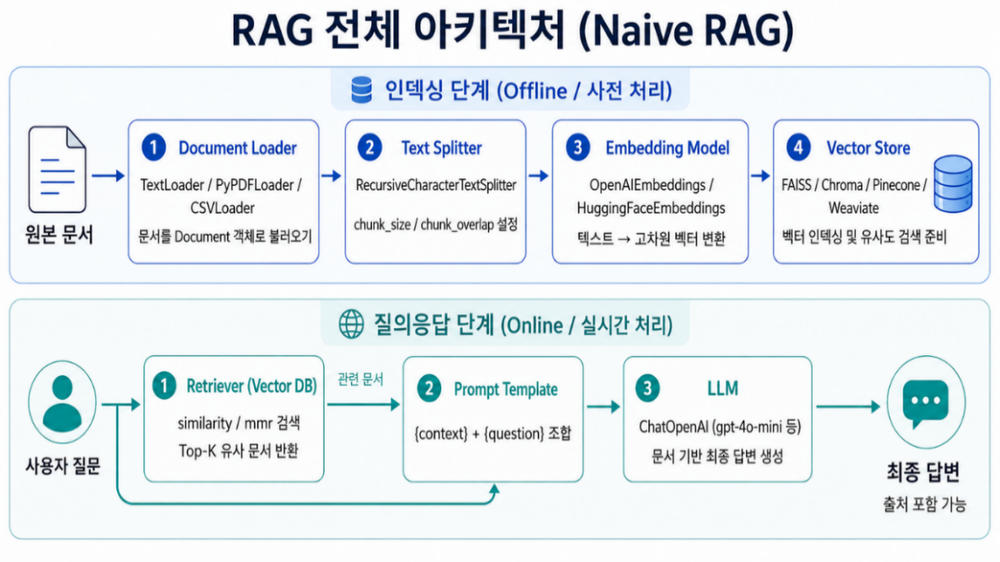 RAG 전체 아키텍처 (Naive RAG)
인덱싱 단계 (Offline / 사전 처리)
원본 문서
1 Document Loader
TextLoader / PyPDFLoader /
CSVLoader
문서를 Document 객체로 불러오기
2 Text Splitter
RecursiveCharacterTextSplitter
chunk_size / chunk_overlap 설정
3 Embedding Model
OpenAIEmbeddings /
HuggingFaceEmbeddings
텍스트 → 고차원 벡터 변환
4 Vector Store
FAISS / Chroma / Pinecone /
Weaviate
벡터 인덱싱 및 유사도 검색 준비
질의응답 단계 (Online / 실시간 처리)
사용자 질문
1 Retriever (Vector DB)
similarity / mmr 검색
Top-K 유사 문서 반환
관련 문서
2 Prompt Template
{context} + {question} 조합
3 LLM
ChatOpenAI (gpt-4o-mini 등)
문서 기반 최종 답변 생성
최종 답변
출처 포함 가능